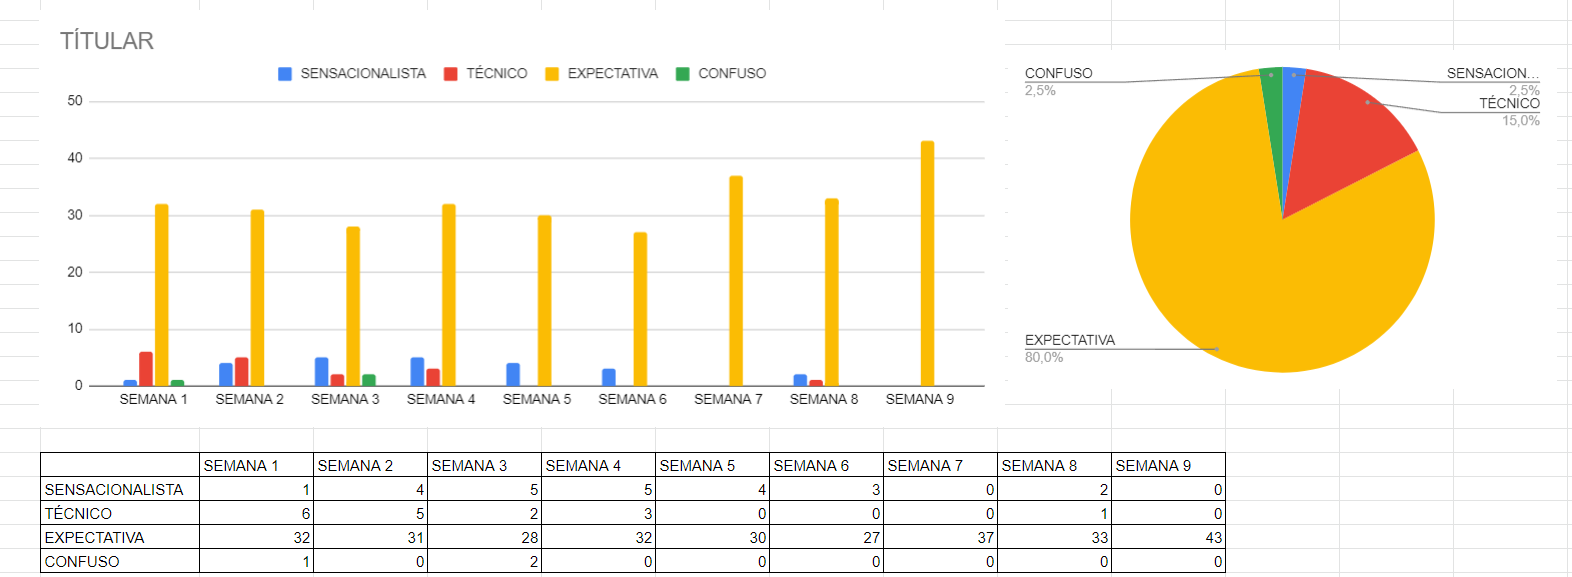 TÍTULAR
SENSACIONALISTA TÉCNICO EXPECTATIVA CONFUSO
50
40
30
20
10
0
SEMANA 1 SEMANA 2 SEMANA 3 SEMANA 4 SEMANA 5 SEMANA 6 SEMANA 7 SEMANA 8 SEMANA 9
CONFUSO
2,5%
SENSACION...
2,5%
TÉCNICO
15,0%
EXPECTATIVA
80,0%
SEMANA 1 SEMANA 2 SEMANA 3 SEMANA 4 SEMANA 5 SEMANA 6 SEMANA 7 SEMANA 8 SEMANA 9
SENSACIONALISTA 1 4 5 5 4 3 0 2 0
TÉCNICO 6 5 2 3 0 0 0 1 0
EXPECTATIVA 32 31 28 32 30 27 37 33 43
CONFUSO 1 0 2 0 0 0 0 0 0